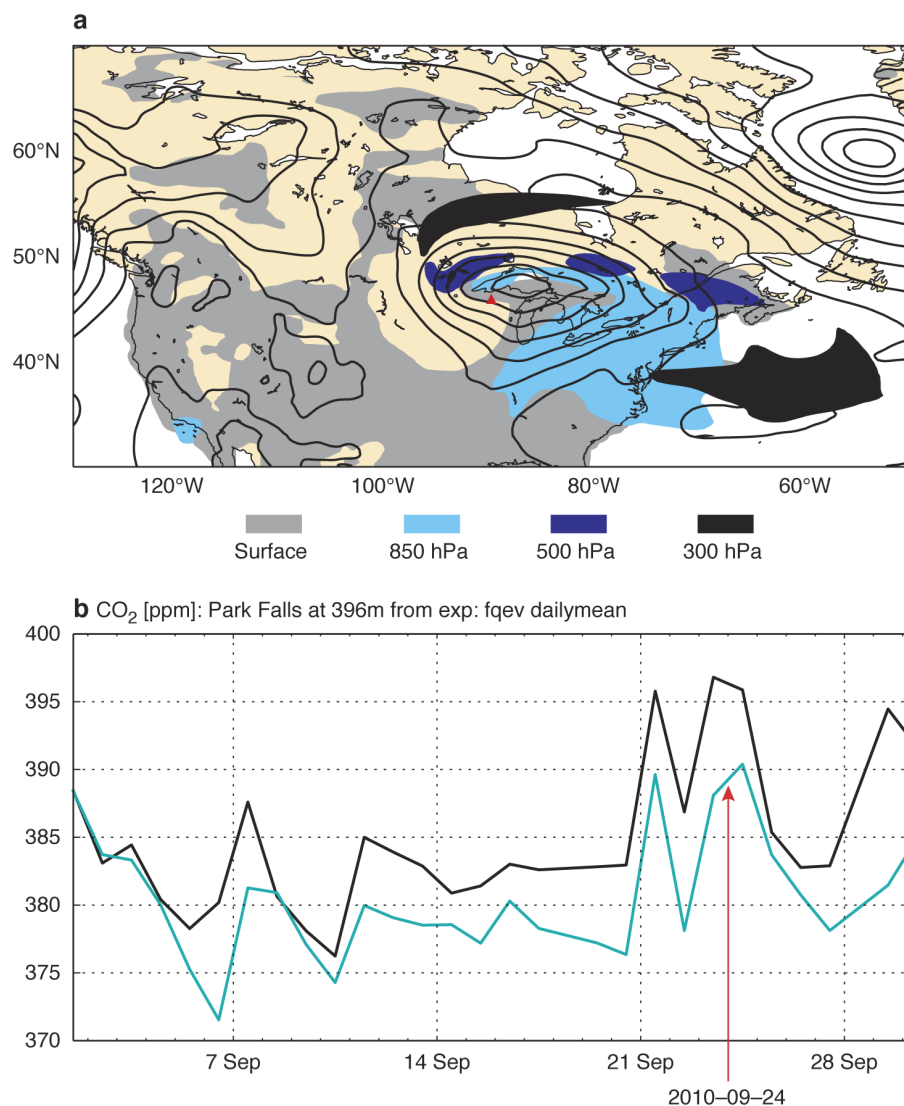 a
60°N
50°N
40°N
120°W 100°W 80°W 60°W
Surface 850 hPa 500 hPa 300 hPa
b CO₂ [ppm]: Park Falls at 396m from exp: fqev dailymean
400
395
390
385
380
375
370
7 Sep 14 Sep 21 Sep 28 Sep
2010–09–24